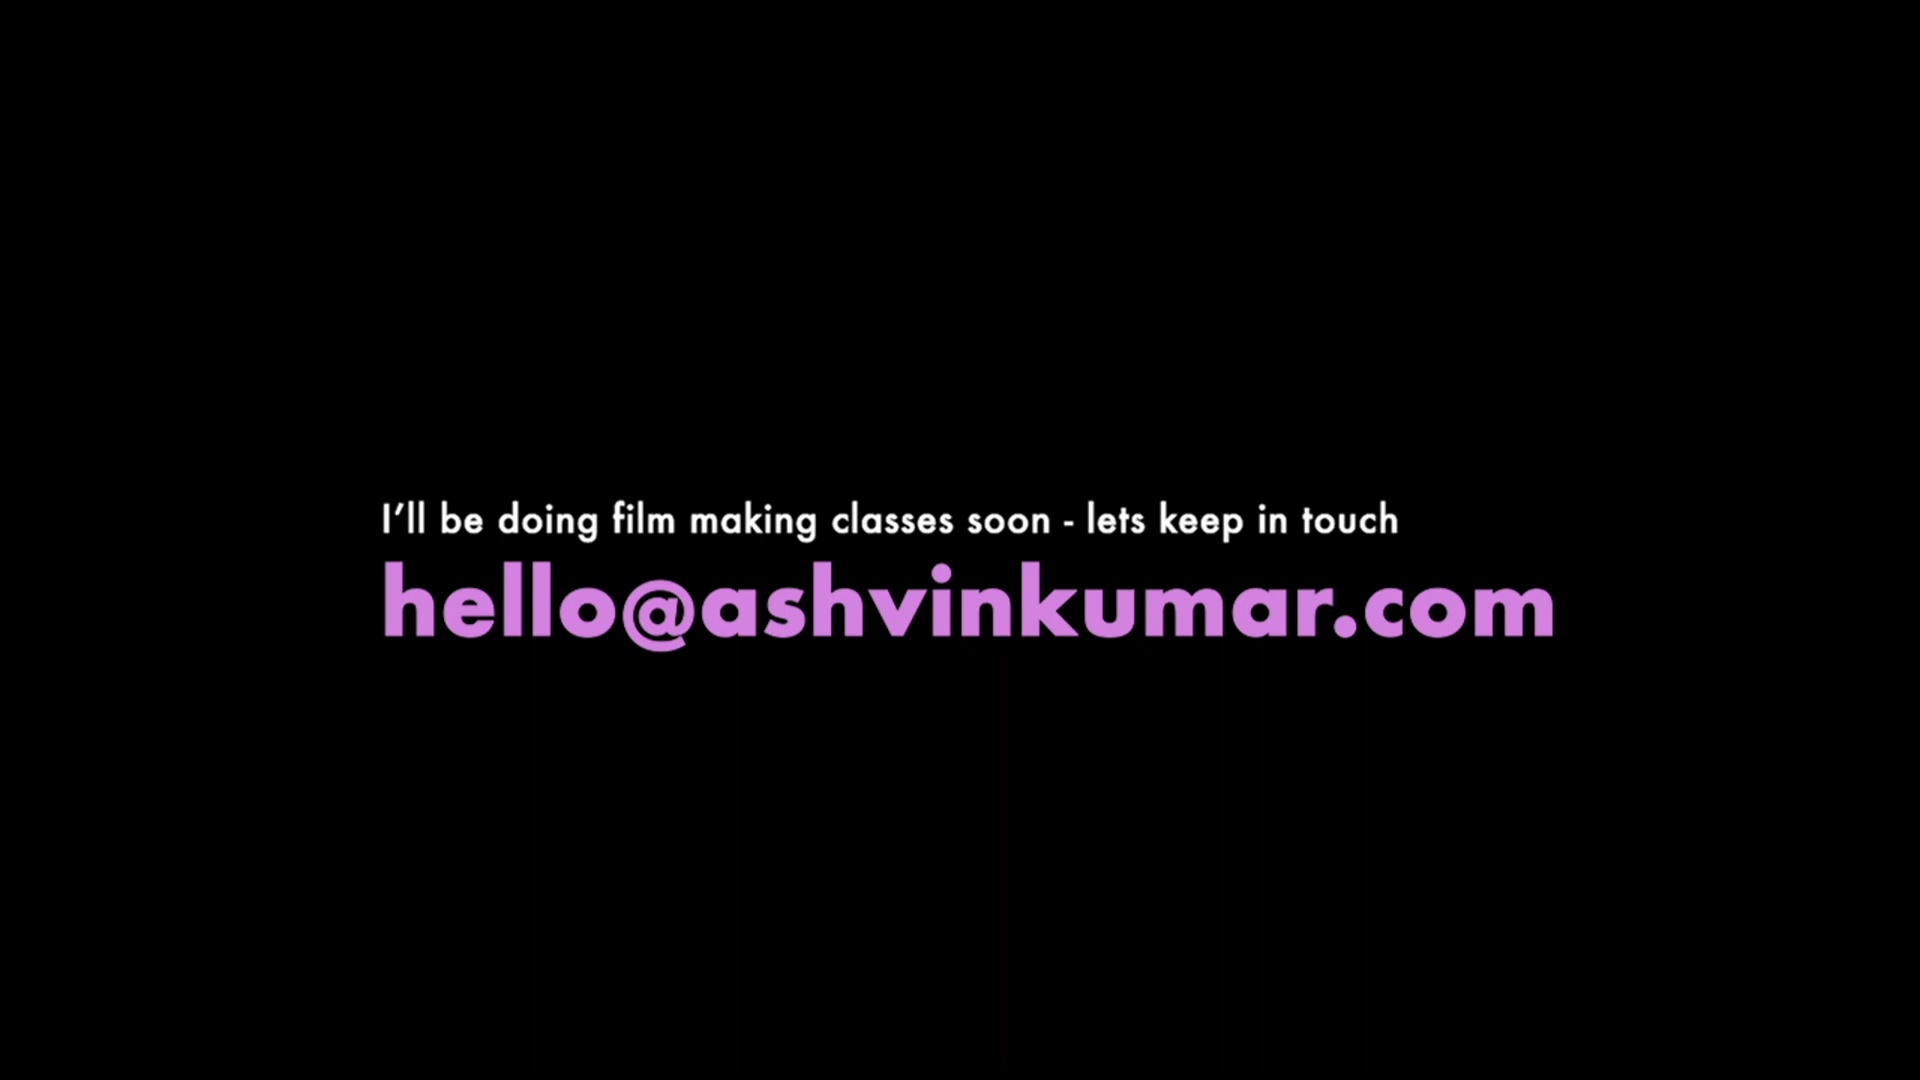 I’ll be doing film making classes soon - lets keep in touch
hello@ashvinkumar.com